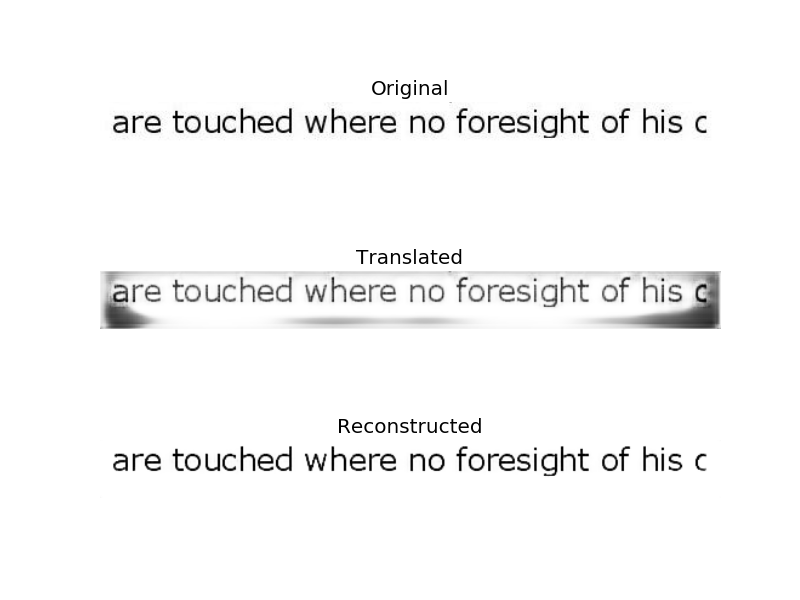 Original
are touched where no foresight of his c
Translated
are touched where no foresight of his c
Reconstructed
are touched where no foresight of his c